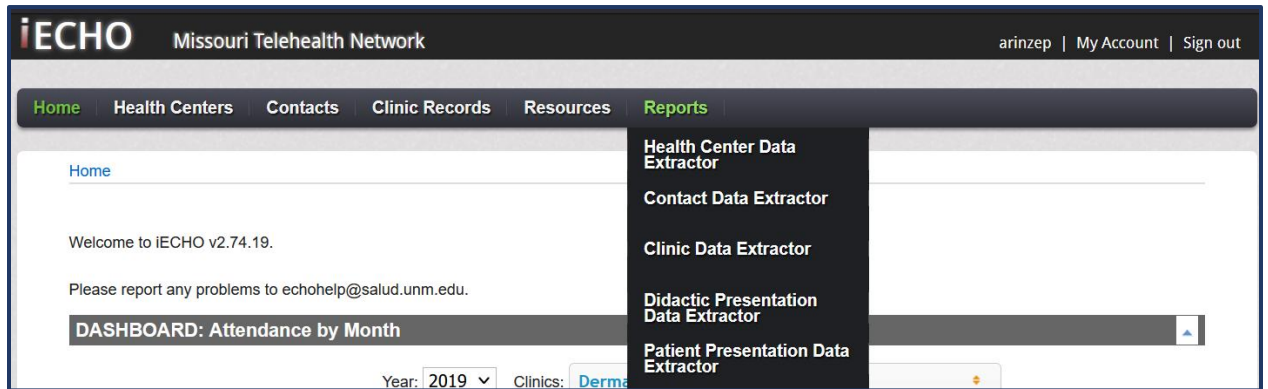 iECHO Missouri Telehealth Network arinzep | My Account | Sign out
Home Health Centers Contacts Clinic Records Resources Reports
Health Center Data
Extractor
Home
Contact Data Extractor
Welcome to iECHO v2.74.19.
Clinic Data Extractor
Please report any problems to echohelp@salud.unm.edu.
Didactic Presentation
Data Extractor
DASHBOARD: Attendance by Month
Patient Presentation Data
Extractor
Year: 2019 Clinics: Derma